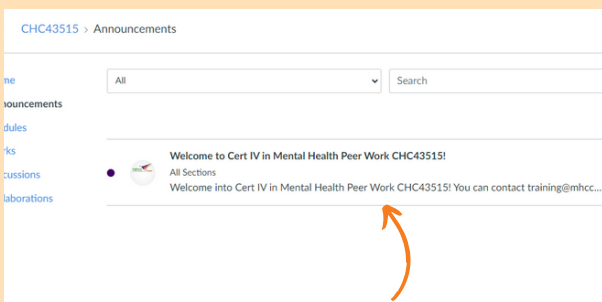 CHC43515 > Announcements
All
Search
me
nouncements
dules
rks
cussions
laborations
Welcome to Cert IV in Mental Health Peer Work CHC43515!
All Sections
Welcome into Cert IV in Mental Health Peer Work CHC43515! You can contact training@mhcc...